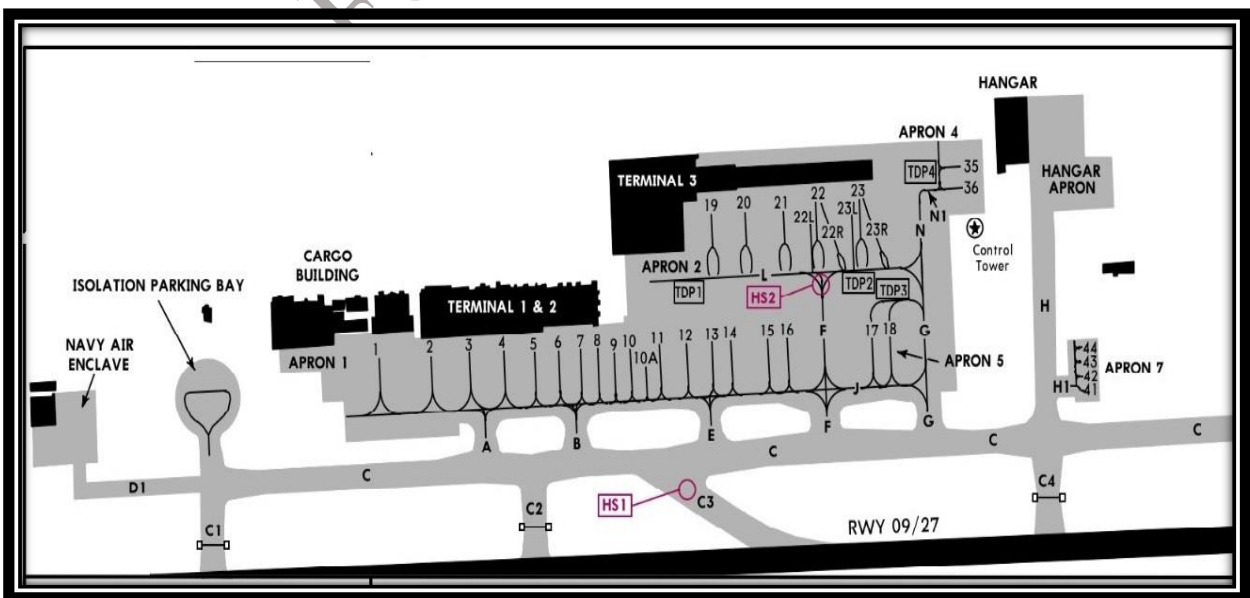 HANGAR
APRON 4
TERMINAL 3
TDP4
35
36
HANGAR
APRON
19
20
21
22
23
22L
23L
22R
23R
N1
N
Control
Tower
CARGO
BUILDING
APRON 2
L
TDP1
HS2
TDP2
TDP3
ISOLATION PARKING BAY
TERMINAL 1 & 2
H
NAVY AIR
ENCLAVE
APRON 1
1
2
3
4
5
6
7
8
9
10
10A
11
12
13
14
15
16
F
17
18
G
APRON 5
44
43
42
41
H1
APRON 7
J
A
B
E
F
G
C
C
C
C
D1
C1
C2
HS1
C3
C4
RWY 09/27